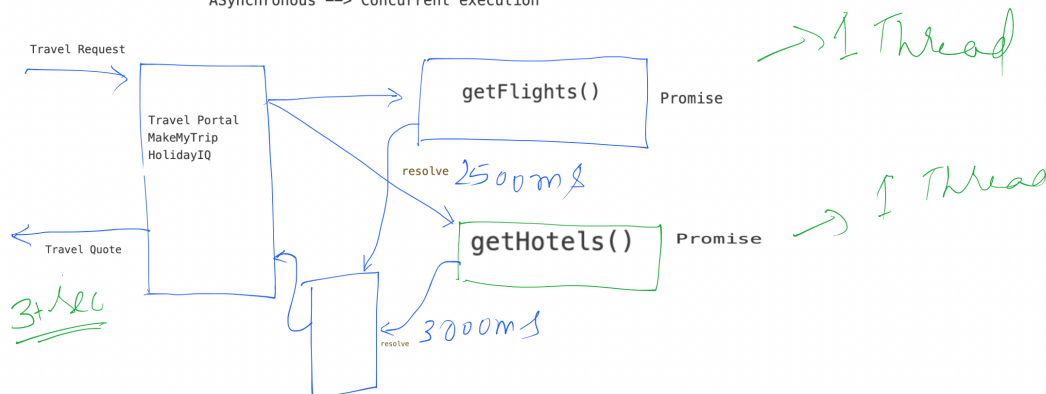 ASynchronous --> Concurrent execution
1 Thread
Travel Request
getFlights()
Promise
Travel Portal
MakeMyTrip
HolidayIQ
resolve 2500ms
1 Thread
getHotels()
Promise
Travel Quote
3+ sec
resolve 3000ms